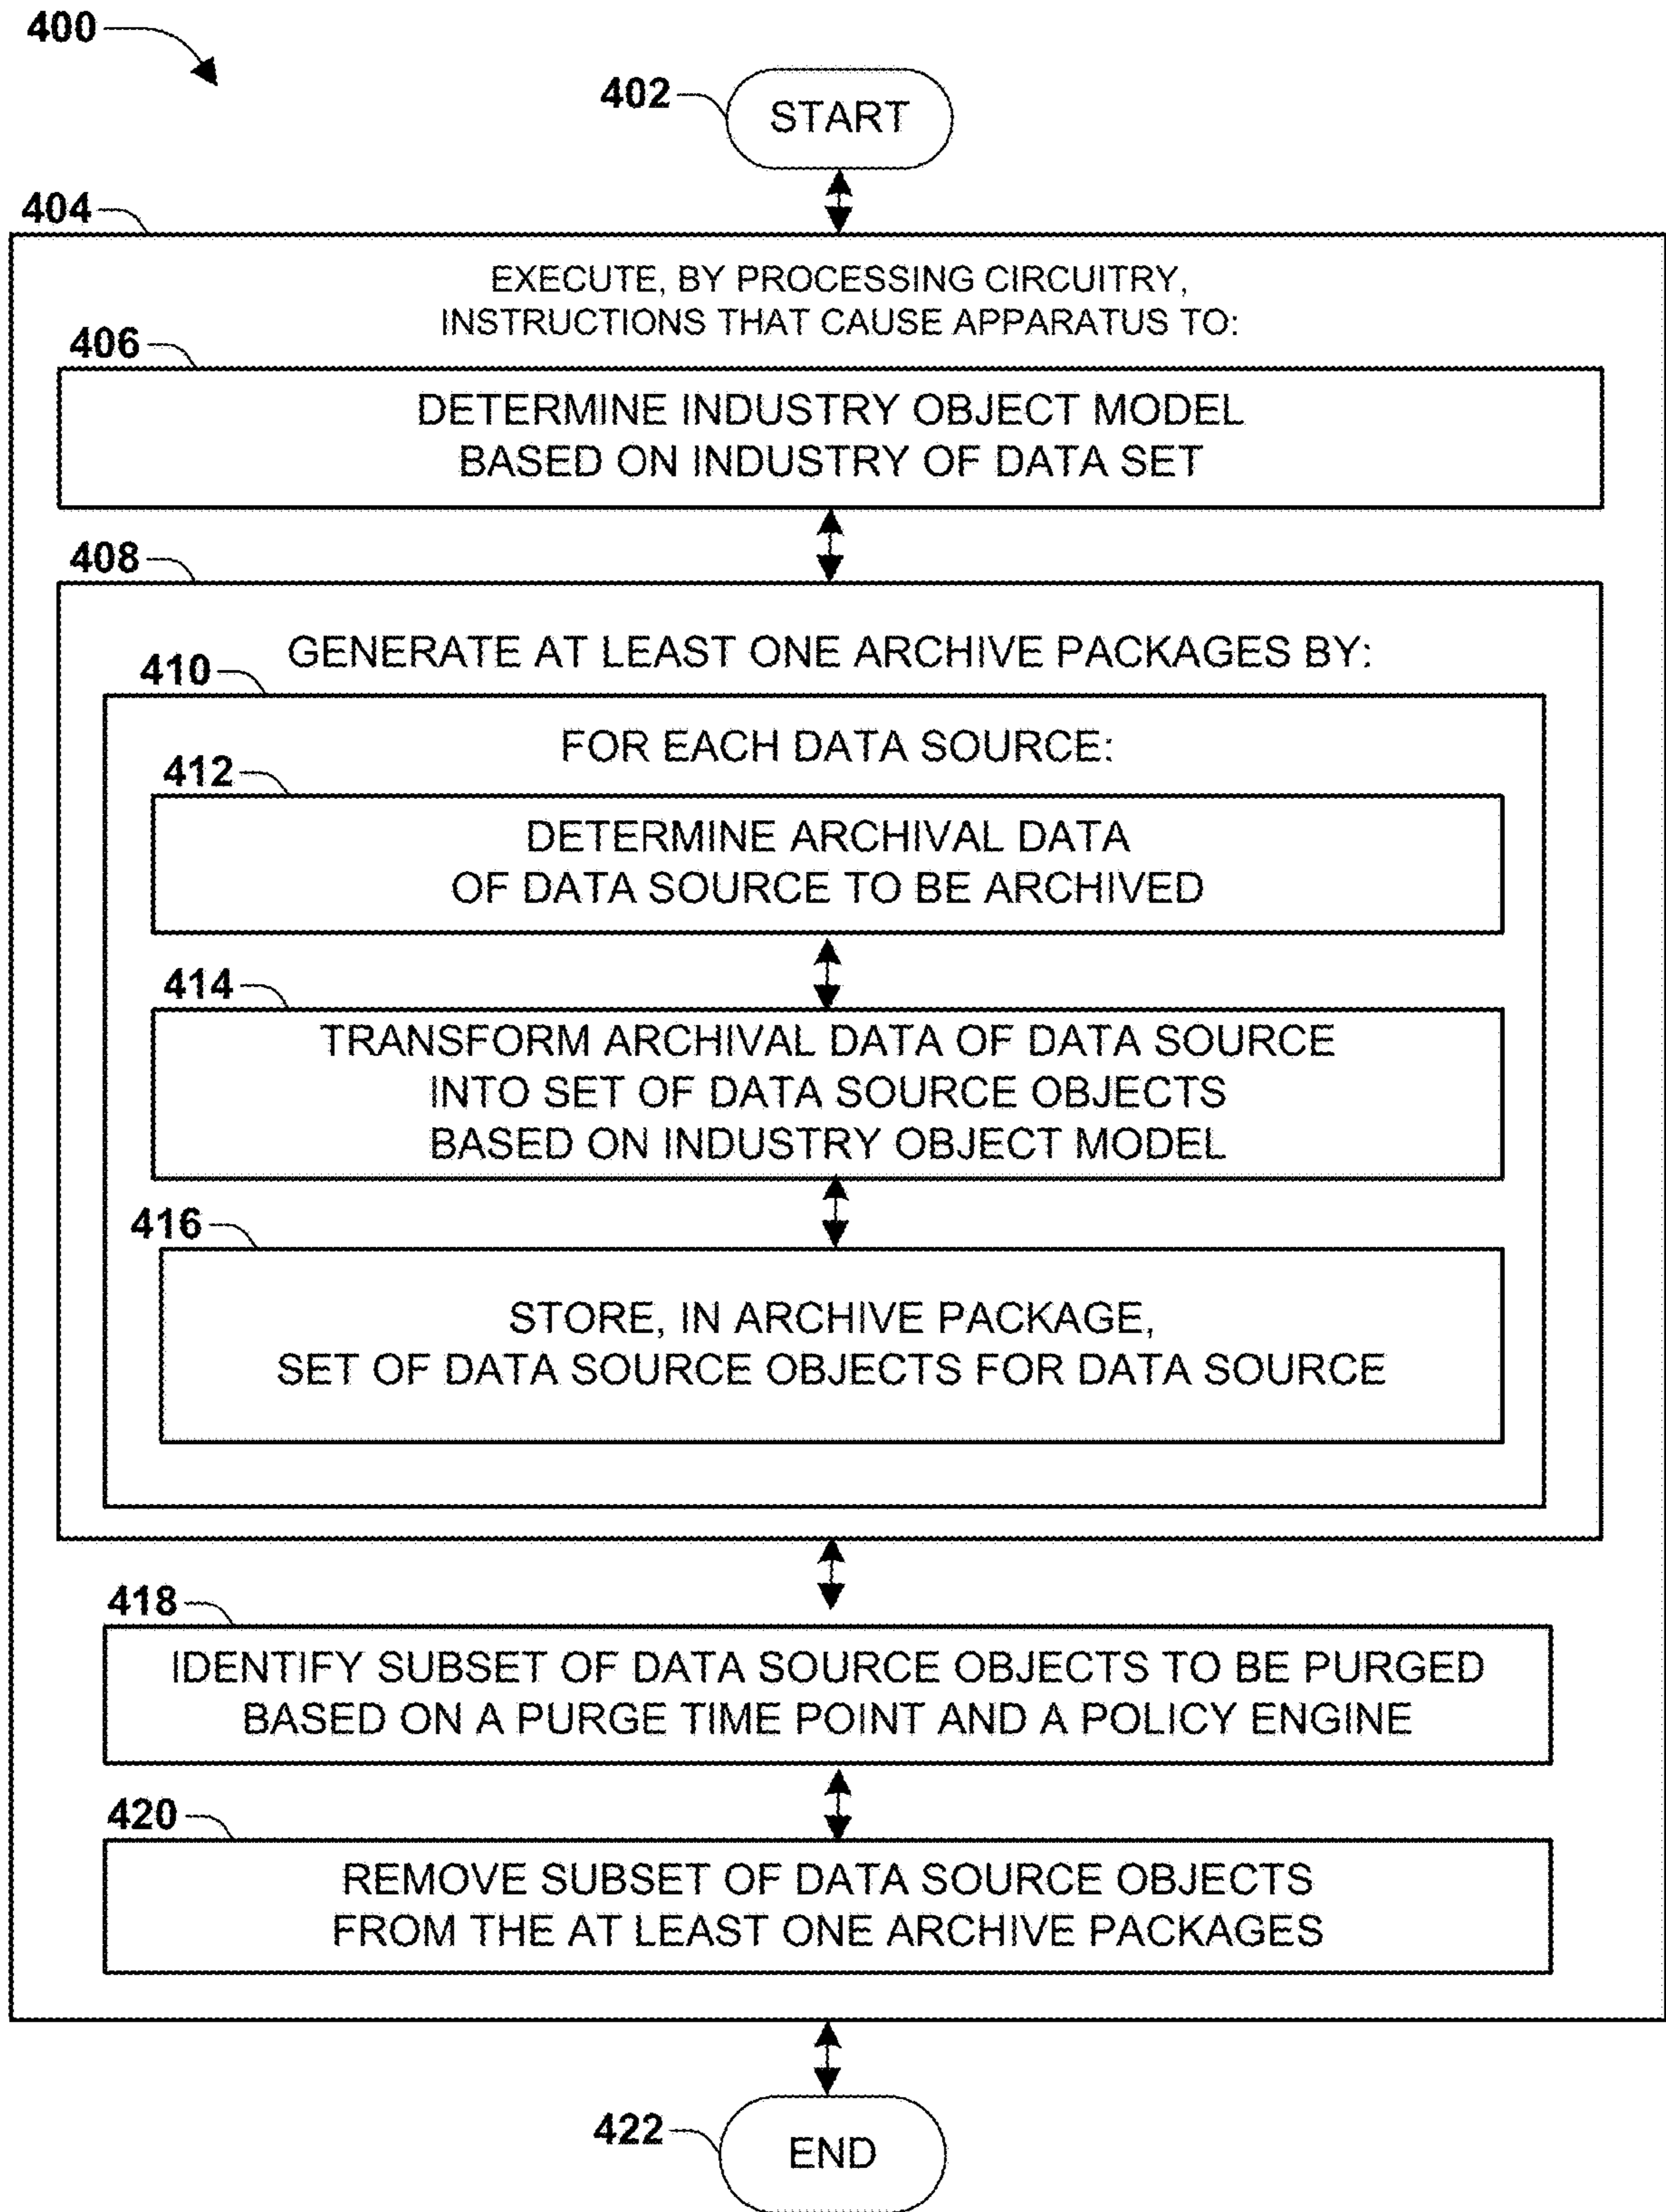 400
402
START
404
EXECUTE, BY PROCESSING CIRCUITRY,
INSTRUCTIONS THAT CAUSE APPARATUS TO:
406
DETERMINE INDUSTRY OBJECT MODEL
BASED ON INDUSTRY OF DATA SET
408
GENERATE AT LEAST ONE ARCHIVE PACKAGES BY:
410
FOR EACH DATA SOURCE:
412
DETERMINE ARCHIVAL DATA
OF DATA SOURCE TO BE ARCHIVED
414
TRANSFORM ARCHIVAL DATA OF DATA SOURCE
INTO SET OF DATA SOURCE OBJECTS
BASED ON INDUSTRY OBJECT MODEL
416
STORE, IN ARCHIVE PACKAGE,
SET OF DATA SOURCE OBJECTS FOR DATA SOURCE
418
IDENTIFY SUBSET OF DATA SOURCE OBJECTS TO BE PURGED
BASED ON A PURGE TIME POINT AND A POLICY ENGINE
420
REMOVE SUBSET OF DATA SOURCE OBJECTS
FROM THE AT LEAST ONE ARCHIVE PACKAGES
422
END